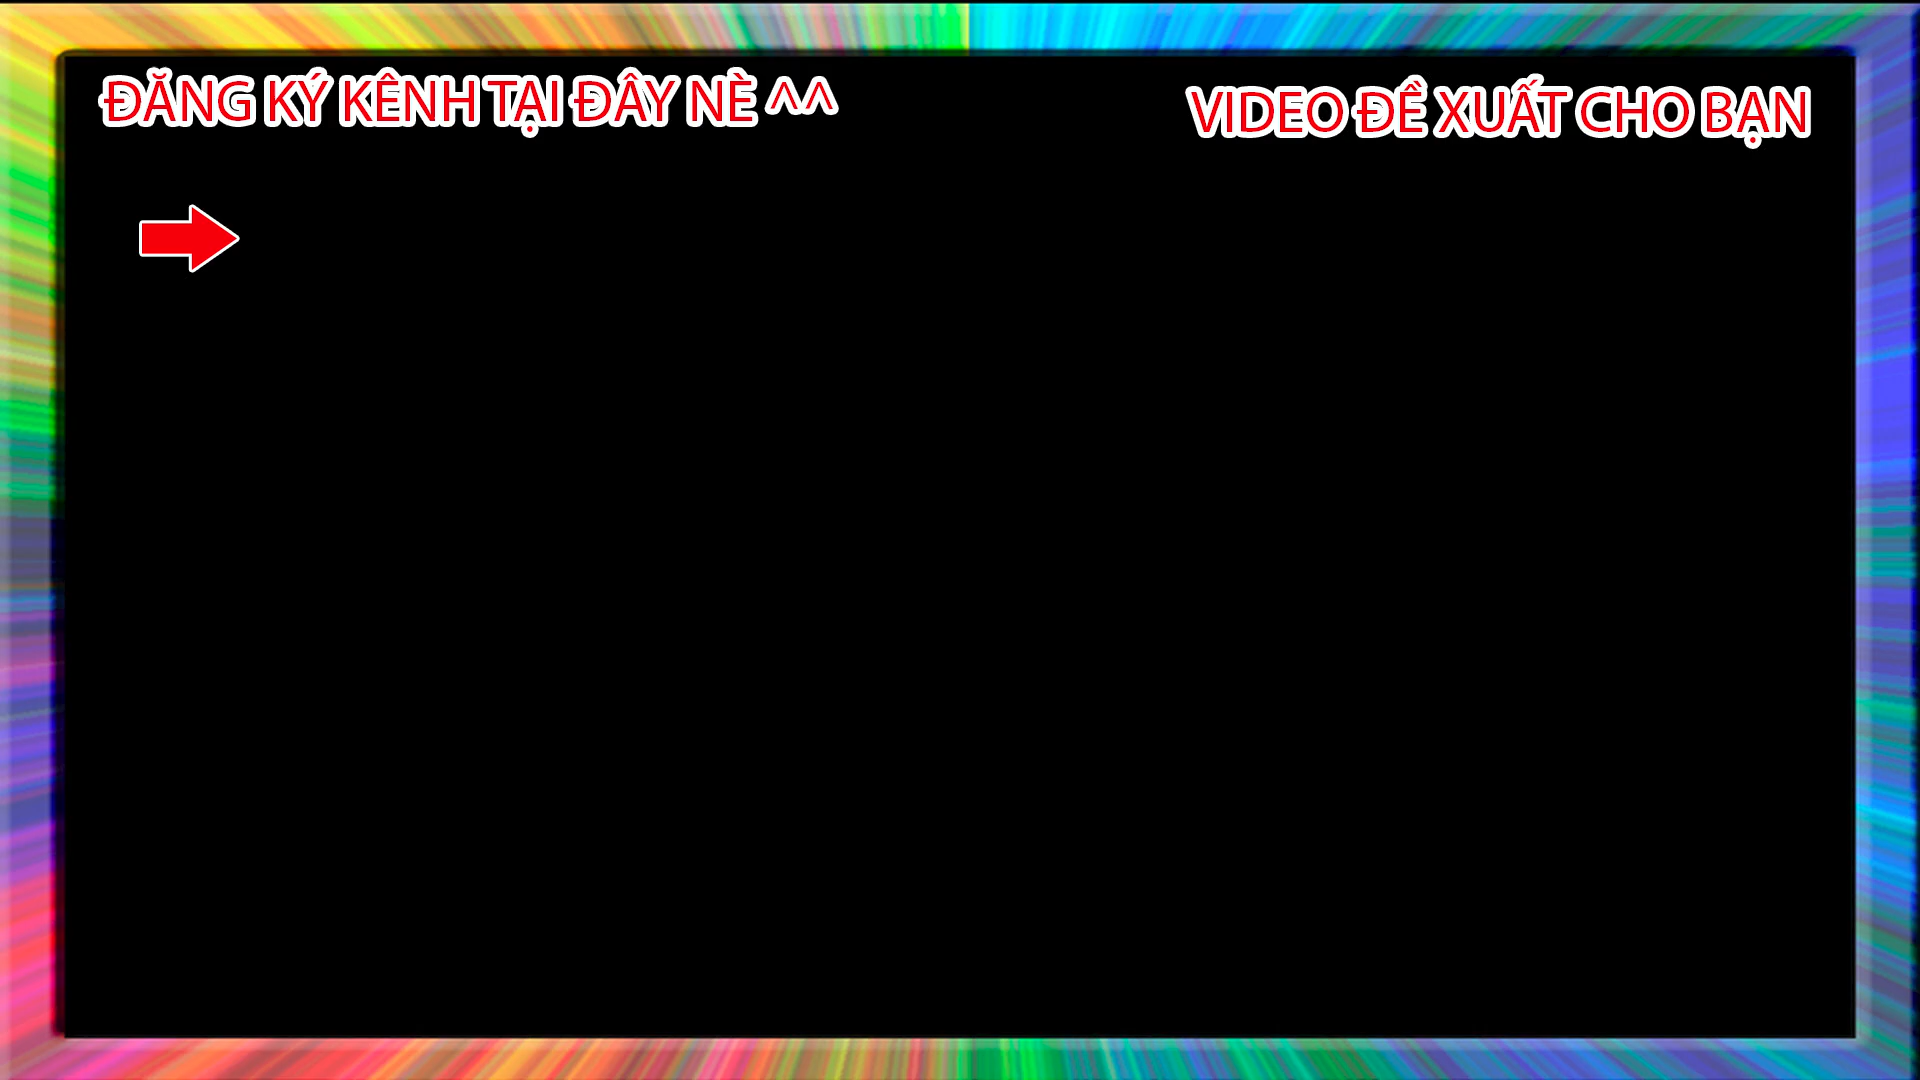 ĐĂNG KÝ KÊNH TẠI ĐÂY NÈ ^^
VIDEO ĐỀ XUẤT CHO BẠN